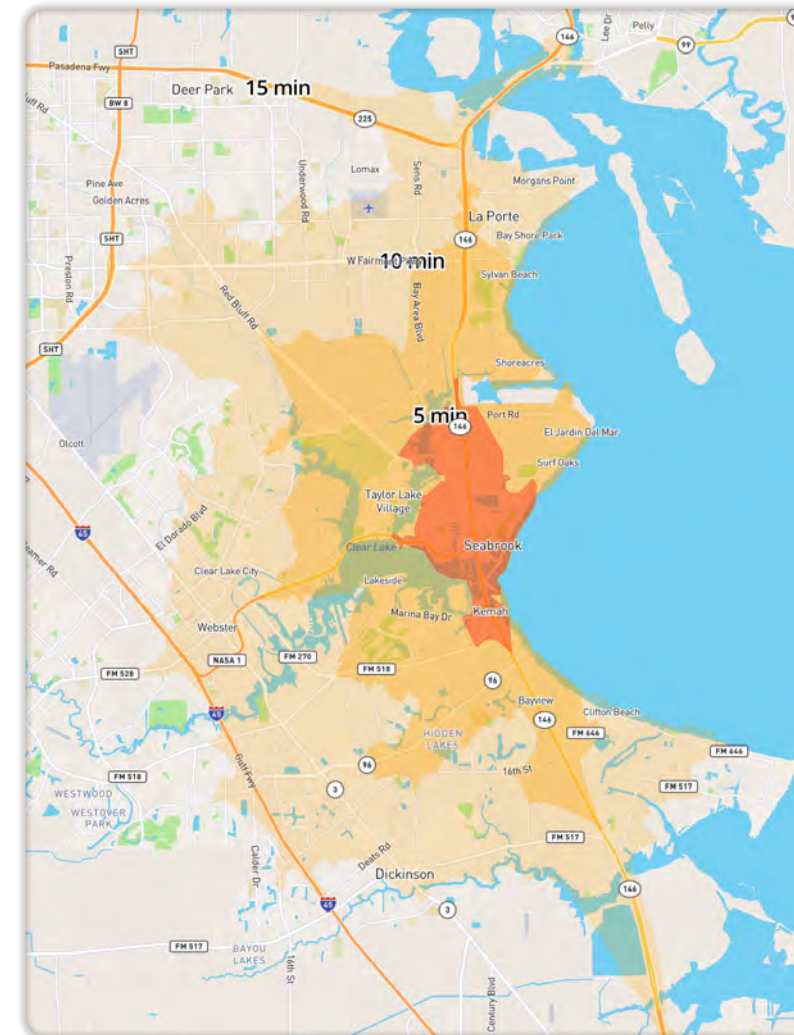 146
Lee Dr
Pelly
99
SHT
Pasadena Fwy
Deer Park
15 min
BW 8
225
Lomax
Underwood Rd
Sens Rd
Morgans Point
Pine Ave
Golden Acres
La Porte
SHT
146
Bay Shore Park
Preston Rd
W Fairmont
10 min
Sylvan Beach
Bay Area Blvd
Red Bluff Rd
SHT
Shoreacres
5 min
146
Port Rd
El Jardin Del Mar
Olcott
Surf Oaks
Taylor Lake
Village
El Dorado Blvd
45
Clear Lake
Seabrook
Clear Lake City
Lakeside
Marina Bay Dr
Kemah
Webster
NASA 1
FM 270
FM 528
FM 518
96
Bayview
45
146
Clifton Beach
FM 646
HIDDEN
LAKES
FM 646
Gulf Fwy
96
16th St
FM 518
FM 517
3
WESTWOOD
WESTOVER
PARK
Deats Rd
FM 517
Calder Dr
Dickinson
146
45
3
FM 517
BAYOU
LAKES
16th St
Century Blvd